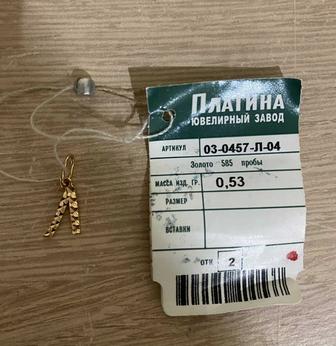 ПЛАТИНА
ЮВЕЛИРНЫЙ ЗАВОД
АРТИКУЛ 03-0457-Л-04
Золото 585 пробы
МАССА ИЗД. ГР. 0,53
РАЗМЕР
ВСТАВКИ
ОТК 2